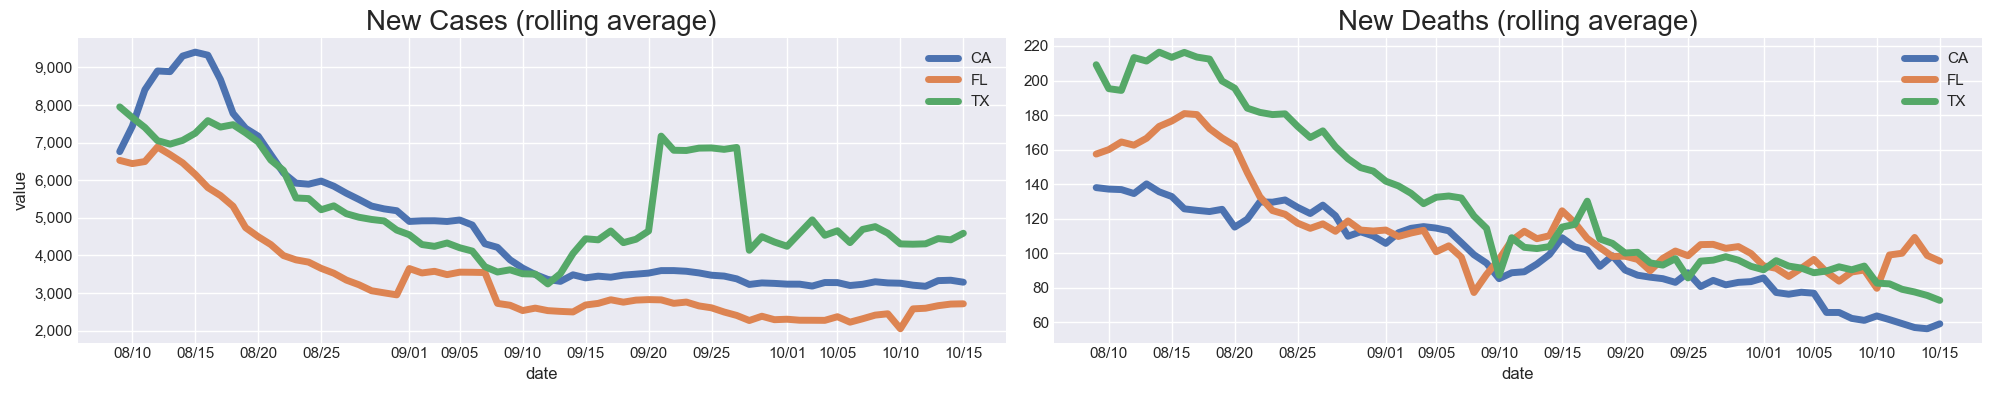 New Cases (rolling average)
9,000
8,000
7,000
6,000
5,000
4,000
3,000
2,000
value
CA
FL
TX
08/10 08/15 08/20 08/25 09/01 09/05 09/10 09/15 09/20 09/25 10/01 10/05 10/10 10/15
date
New Deaths (rolling average)
220
200
180
160
140
120
100
80
60
CA
FL
TX
08/10 08/15 08/20 08/25 09/01 09/05 09/10 09/15 09/20 09/25 10/01 10/05 10/10 10/15
date